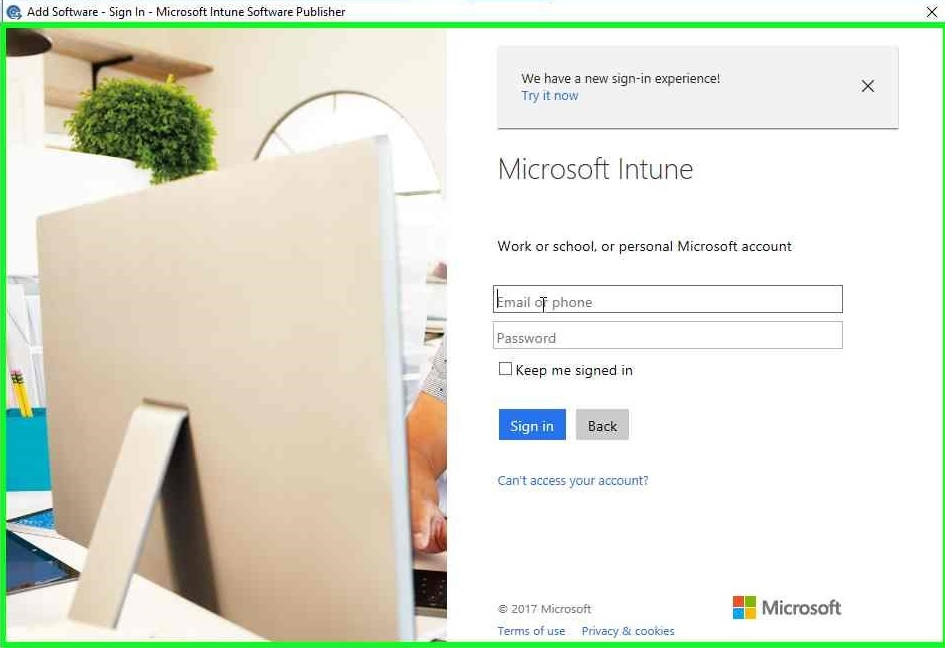 Add Software - Sign In - Microsoft Intune Software Publisher
We have a new sign-in experience!
Try it now
Microsoft Intune
Work or school, or personal Microsoft account
Email or phone
Password
Keep me signed in
Sign in Back
Can't access your account?
© 2017 Microsoft
Microsoft
Terms of use Privacy & cookies